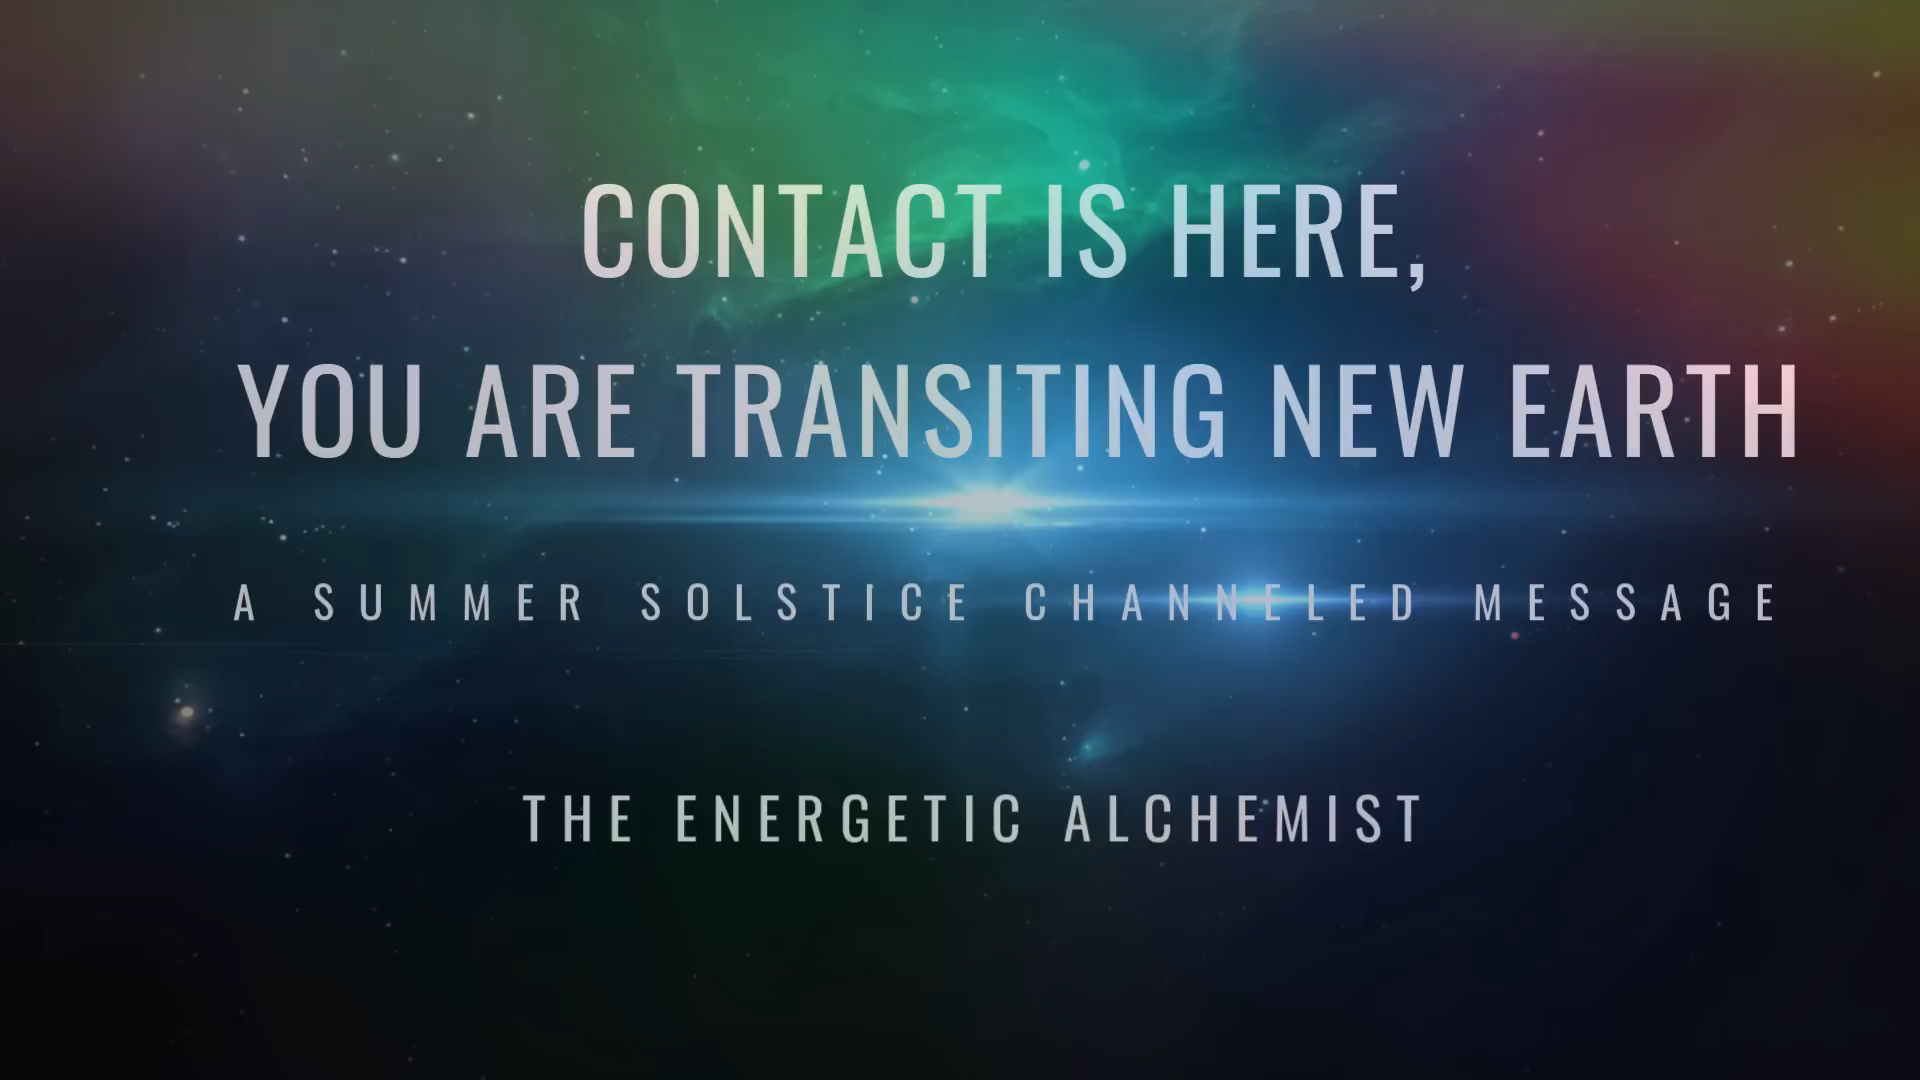 CONTACT IS HERE,
YOU ARE TRANSITING NEW EARTH
A SUMMER SOLSTICE CHANNELED MESSAGE
THE ENERGETIC ALCHEMIST